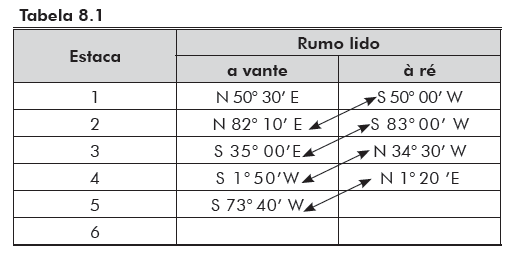 Tabela 8.1
Estaca
Rumo lido
a vante
à ré
1 N 50° 30′ E S 50° 00′ W
2 N 82° 10′ E S 83° 00′ W
3 S 35° 00′E N 34° 30′ W
4 S 1° 50′W N 1° 20 ′E
5 S 73° 40′ W
6